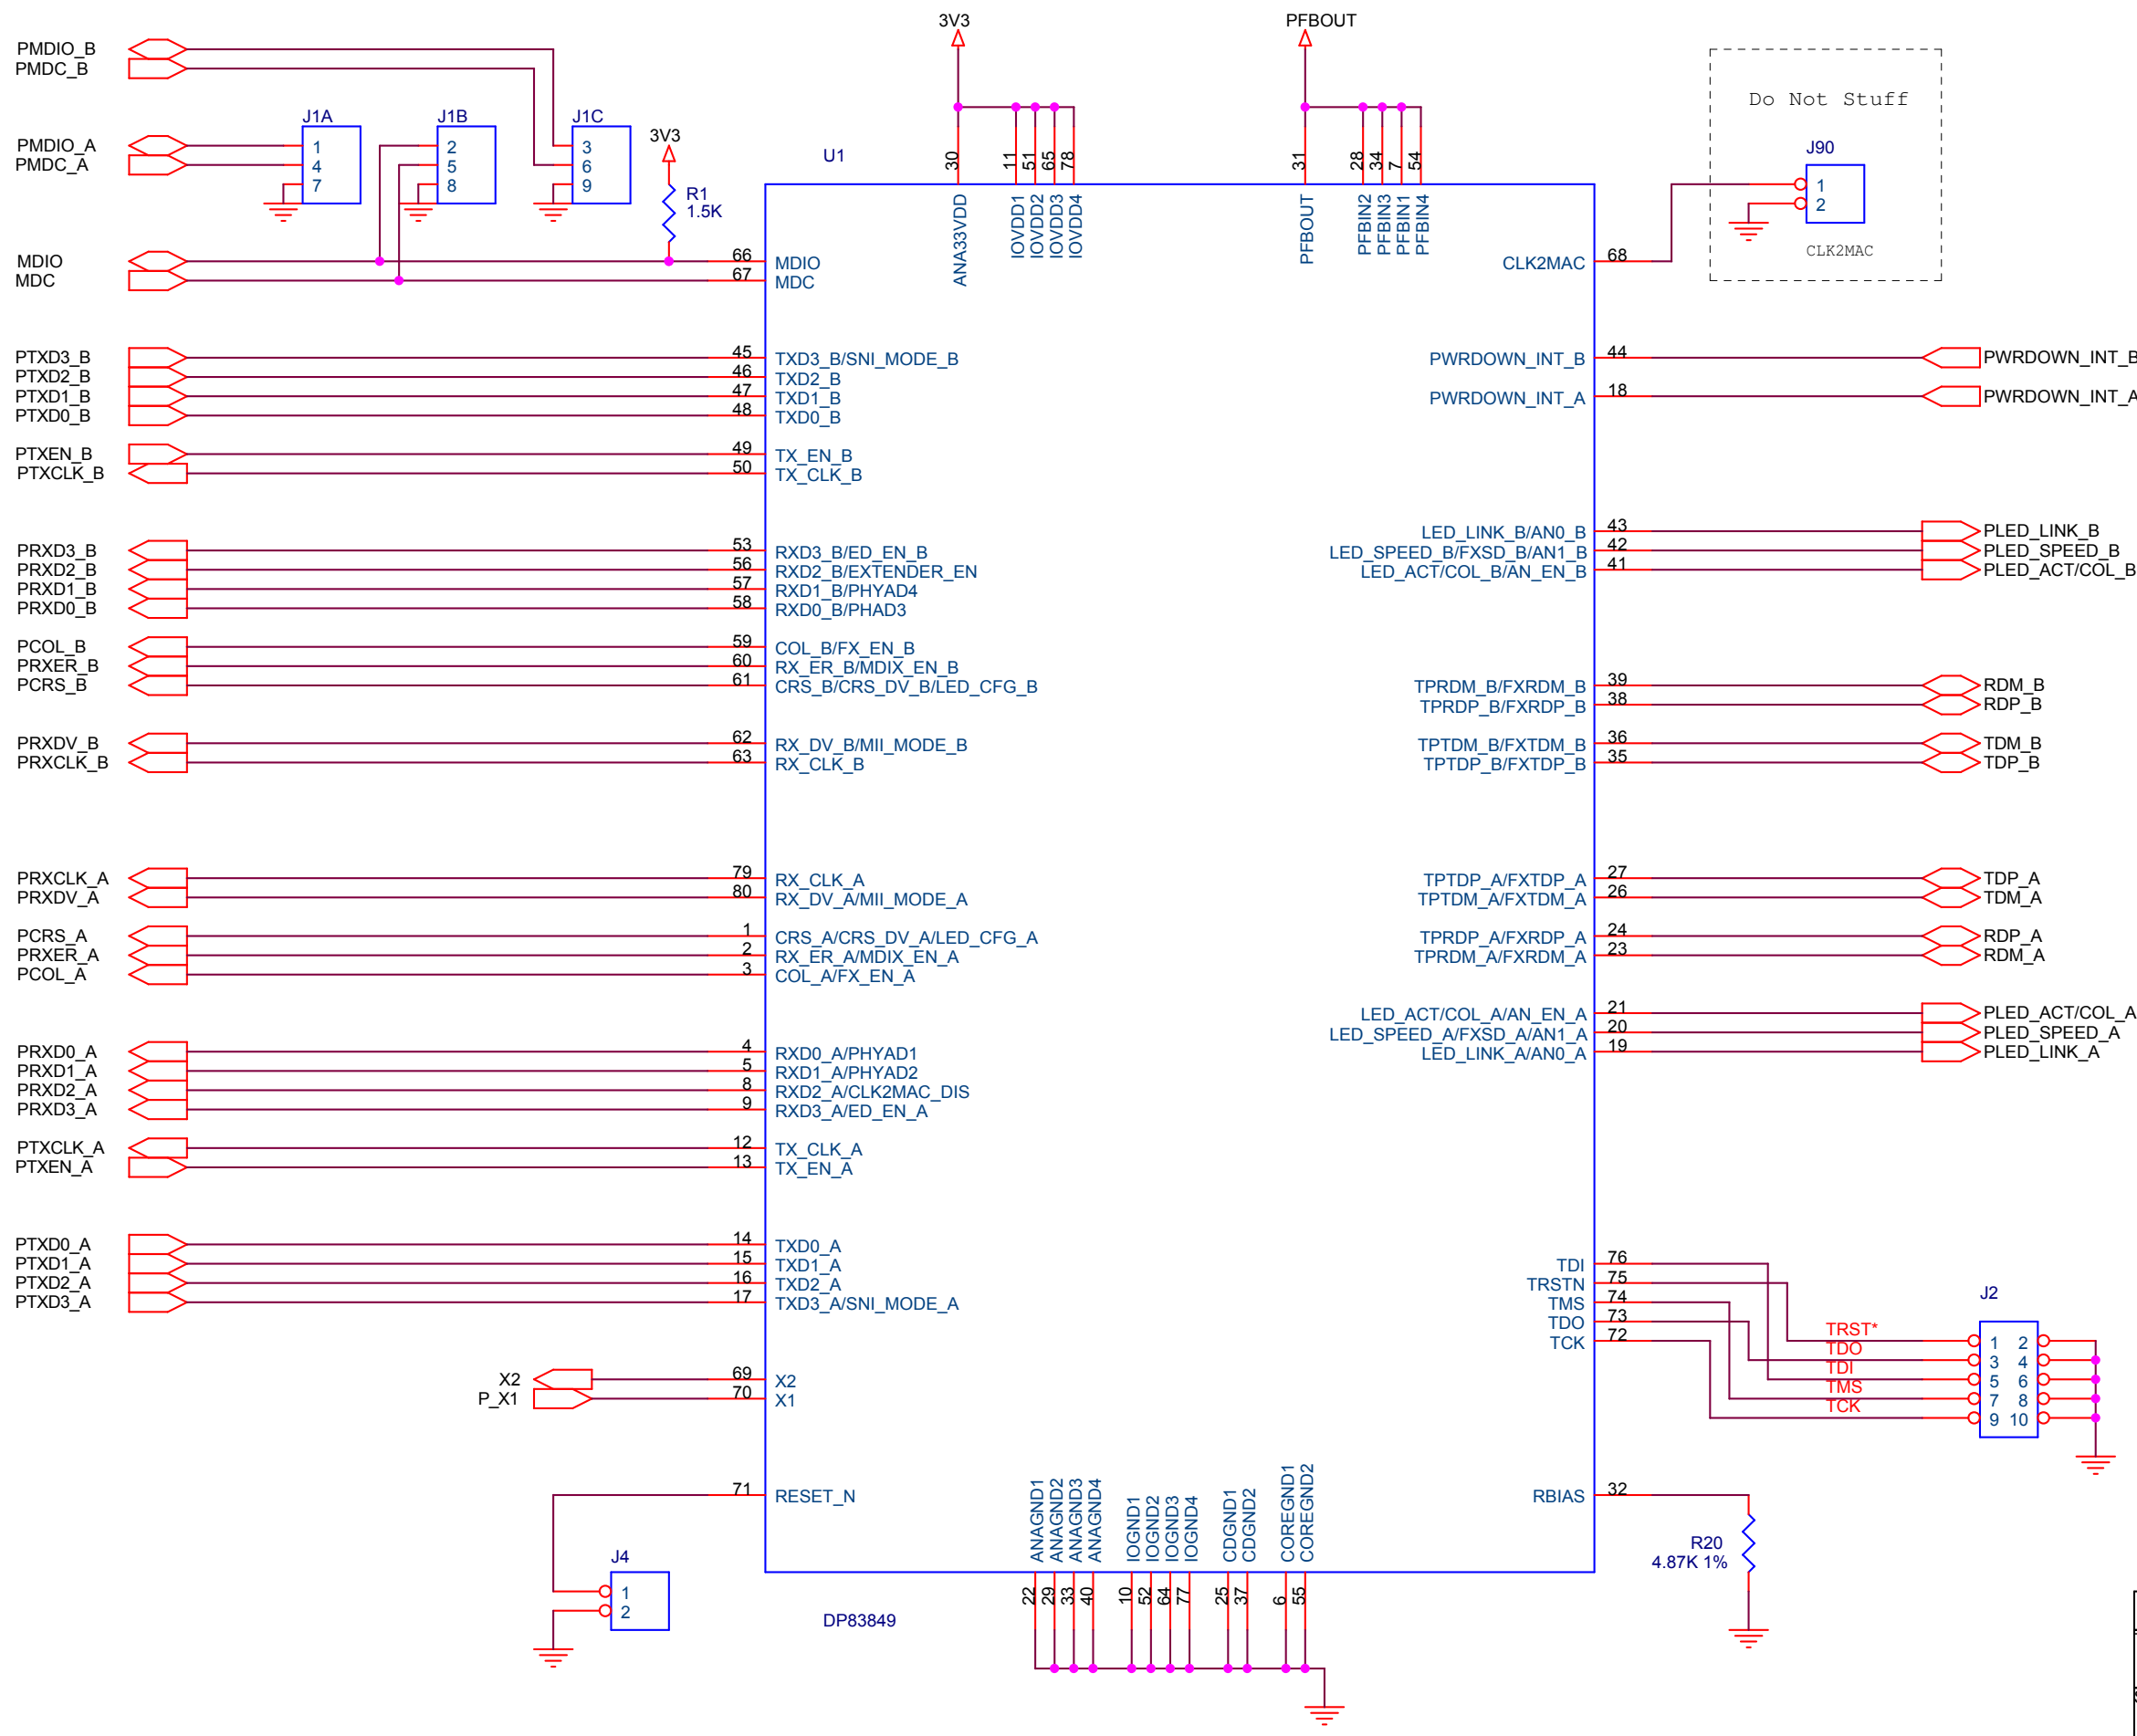 3V3
PFBOUT
PMDIO_B
PMDC_B
Do Not Stuff
J1A
J1B
J1C
PMDIO_A
PMDC_A
1
4
7
2
5
8
3
6
9
3V3
R1
1.5K
U1
30
11
51
65
78
31
28
34
7
54
J90
1
2
CLK2MAC
ANA33VDD
IOVDD1
IOVDD2
IOVDD3
IOVDD4
PFBOUT
PFBIN2
PFBIN3
PFBIN1
PFBIN4
MDIO 66 MDIO
MDC 67 MDC
CLK2MAC 68
PTXD3_B 45 TXD3_B/SNI_MODE_B
PTXD2_B 46 TXD2_B
PTXD1_B 47 TXD1_B
PTXD0_B 48 TXD0_B
PWRDOWN_INT_B 44 PWRDOWN_INT_B
PWRDOWN_INT_A 18 PWRDOWN_INT_A
PTXEN_B 49 TX_EN_B
PTXCLK_B 50 TX_CLK_B
LED_LINK_B/AN0_B 43 PLED_LINK_B
LED_SPEED_B/FXSD_B/AN1_B 42 PLED_SPEED_B
LED_ACT/COL_B/AN_EN_B 41 PLED_ACT/COL_B
PRXD3_B 53 RXD3_B/ED_EN_B
PRXD2_B 56 RXD2_B/EXTENDER_EN
PRXD1_B 57 RXD1_B/PHYAD4
PRXD0_B 58 RXD0_B/PHAD3
PCOL_B 59 COL_B/FX_EN_B
PRXER_B 60 RX_ER_B/MDIX_EN_B
PCRS_B 61 CRS_B/CRS_DV_B/LED_CFG_B
TPRDM_B/FXRDM_B 39 RDM_B
TPRDP_B/FXRDP_B 38 RDP_B
PRXDV_B 62 RX_DV_B/MII_MODE_B
PRXCLK_B 63 RX_CLK_B
TPTDM_B/FXTDM_B 36 TDM_B
TPTDP_B/FXTDP_B 35 TDP_B
PRXCLK_A 79 RX_CLK_A
PRXDV_A 80 RX_DV_A/MII_MODE_A
TPTDP_A/FXTDP_A 27 TDP_A
TPTDM_A/FXTDM_A 26 TDM_A
PCRS_A 1 CRS_A/CRS_DV_A/LED_CFG_A
PRXER_A 2 RX_ER_A/MDIX_EN_A
PCOL_A 3 COL_A/FX_EN_A
TPRDP_A/FXRDP_A 24 RDP_A
TPRDM_A/FXRDM_A 23 RDM_A
LED_ACT/COL_A/AN_EN_A 21 PLED_ACT/COL_A
LED_SPEED_A/FXSD_A/AN1_A 20 PLED_SPEED_A
LED_LINK_A/AN0_A 19 PLED_LINK_A
PRXD0_A 4 RXD0_A/PHYAD1
PRXD1_A 5 RXD1_A/PHYAD2
PRXD2_A 8 RXD2_A/CLK2MAC_DIS
PRXD3_A 9 RXD3_A/ED_EN_A
PTXCLK_A 12 TX_CLK_A
PTXEN_A 13 TX_EN_A
PTXD0_A 14 TXD0_A
PTXD1_A 15 TXD1_A
PTXD2_A 16 TXD2_A
PTXD3_A 17 TXD3_A/SNI_MODE_A
TDI 76
TRSTN 75
TMS 74
TDO 73
TCK 72
J2
TRST* 1 2
TDO 3 4
TDI 5 6
TMS 7 8
TCK 9 10
X2 69 X2
P_X1 70 X1
71 RESET_N
RBIAS 32
ANAGND1
ANAGND2
ANAGND3
ANAGND4
IOGND1
IOGND2
IOGND3
IOGND4
CDGND1
CDGND2
COREGND1
COREGND2
R20
4.87K 1%
J4
1
2
22
29
33
40
10
52
64
77
25
37
6
55
DP83849